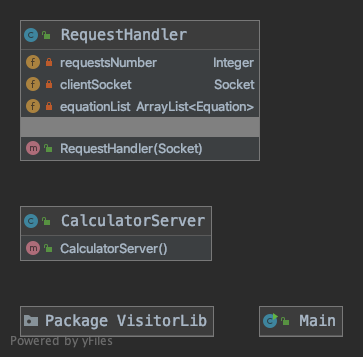 RequestHandler
requestsNumber Integer
clientSocket Socket
equationList ArrayList<Equation>
RequestHandler(Socket)
CalculatorServer
CalculatorServer()
Package VisitorLib
Main
Powered by yFiles